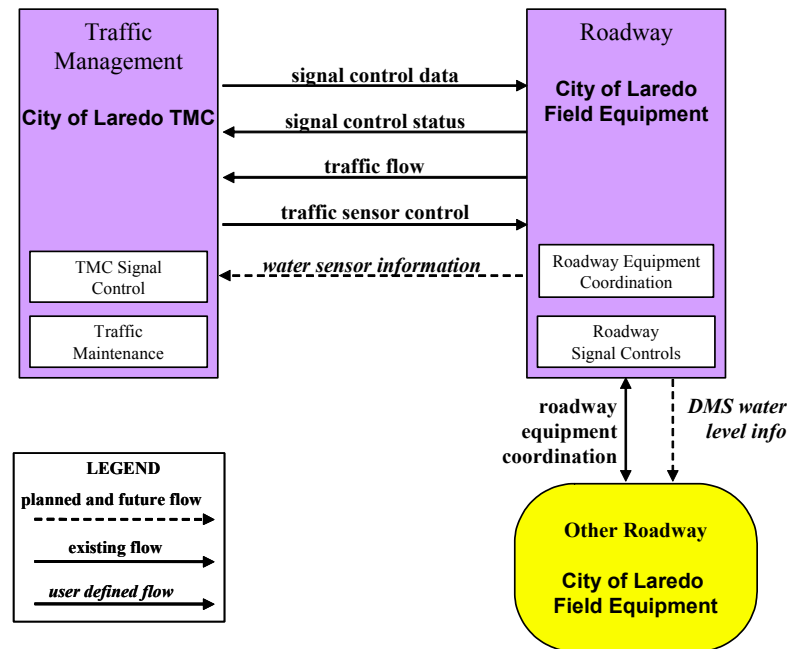 Traffic
Management
City of Laredo TMC
TMC Signal
Control
Traffic
Maintenance
signal control data
signal control status
traffic flow
traffic sensor control
water sensor information
Roadway
City of Laredo
Field Equipment
Roadway Equipment
Coordination
Roadway
Signal Controls
roadway
equipment
coordination
DMS water
level info
LEGEND
planned and future flow
existing flow
user defined flow
Other Roadway
City of Laredo
Field Equipment